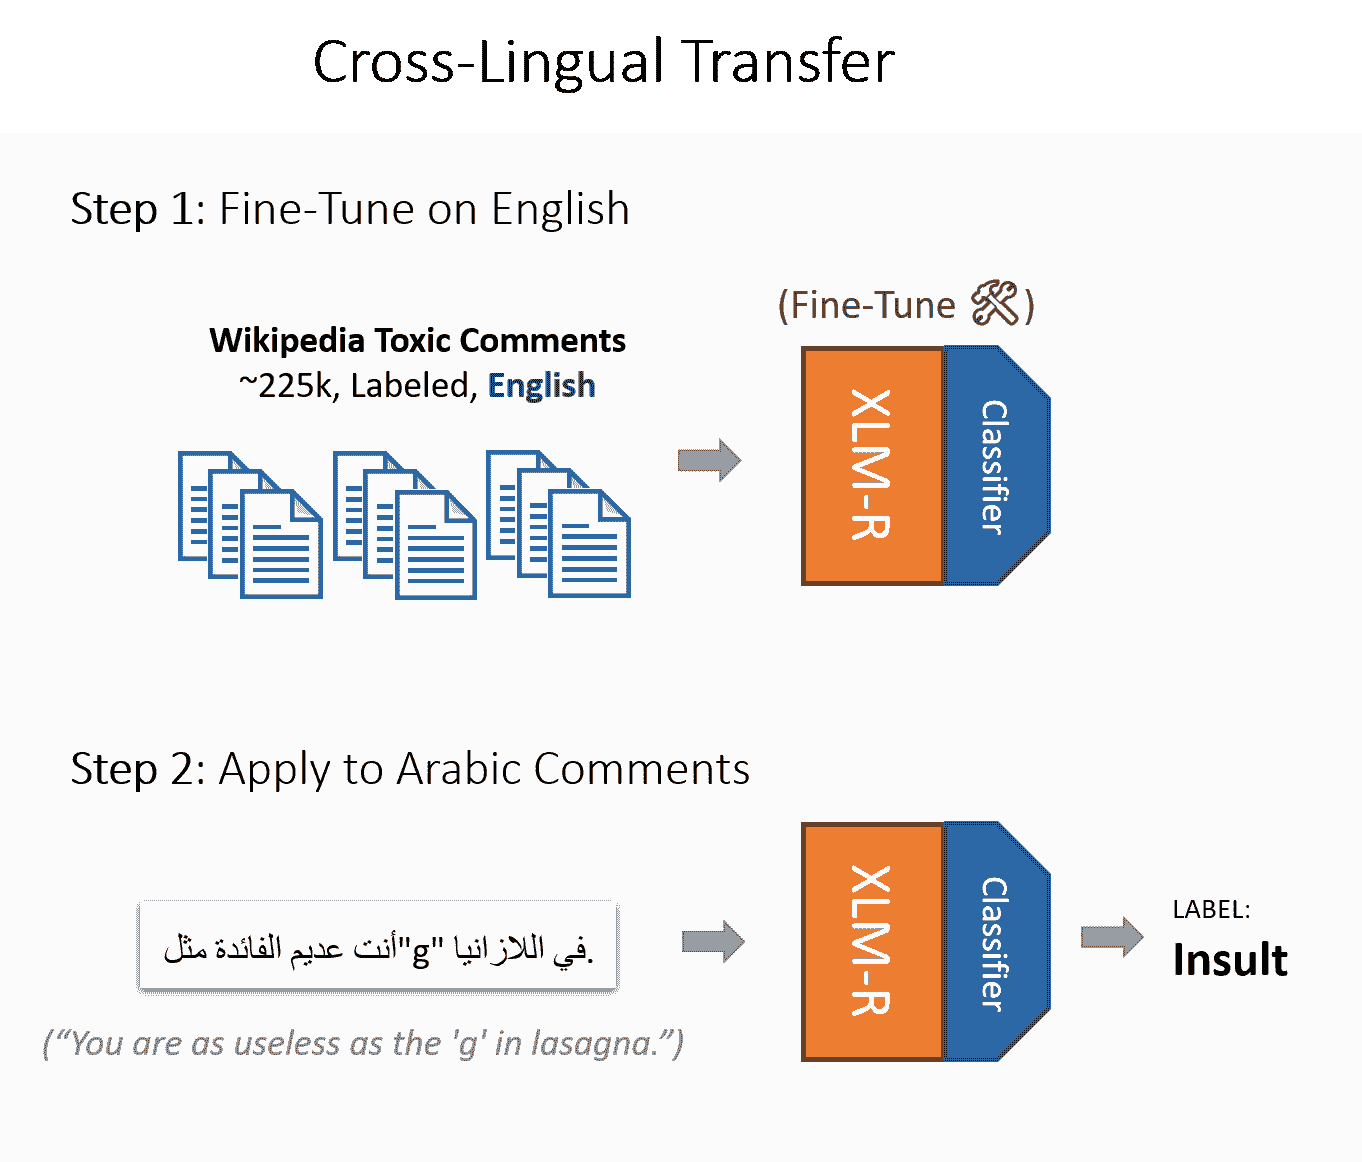 Cross-Lingual Transfer
Step 1: Fine-Tune on English
Wikipedia Toxic Comments
~225k, Labeled, English
(Fine-Tune 🛠)
XLM-R
Classifier
Step 2: Apply to Arabic Comments
أنت عديم الفائدة مثل"g" في اللازانيا.
("You are as useless as the 'g' in lasagna.")
XLM-R
Classifier
LABEL:
Insult